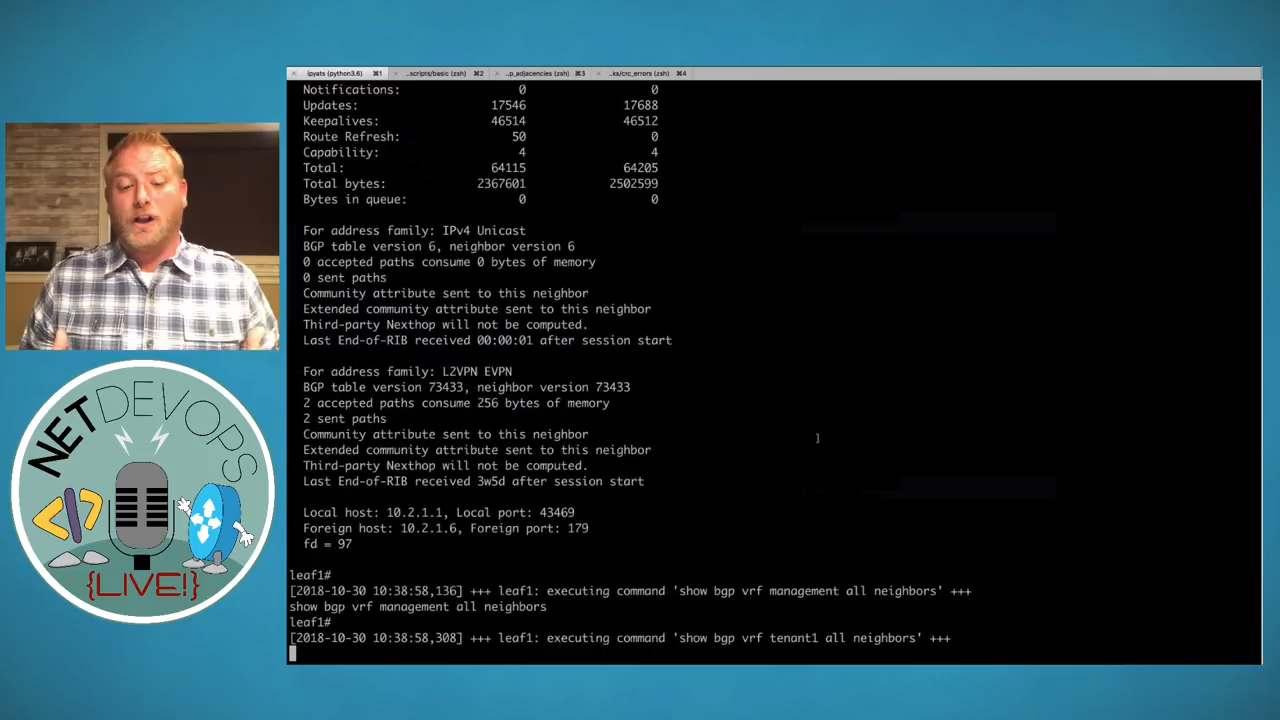 ipyats (python3.6) ⌘1 ..scripts/basic (zsh) ⌘2 ..p_adjacencies (zsh) ⌘3 ..ks/crc_errors (zsh) ⌘4
Notifications: 0 0
Updates: 17546 17688
Keepalives: 46514 46512
Route Refresh: 50 0
Capability: 4 4
Total: 64115 64205
Total bytes: 2367601 2502599
Bytes in queue: 0 0
For address family: IPv4 Unicast
BGP table version 6, neighbor version 6
0 accepted paths consume 0 bytes of memory
0 sent paths
Community attribute sent to this neighbor
Extended community attribute sent to this neighbor
Third-party Nexthop will not be computed.
Last End-of-RIB received 00:00:01 after session start
For address family: L2VPN EVPN
BGP table version 73433, neighbor version 73433
2 accepted paths consume 256 bytes of memory
2 sent paths
Community attribute sent to this neighbor
Extended community attribute sent to this neighbor
Third-party Nexthop will not be computed.
Last End-of-RIB received 3w5d after session start
Local host: 10.2.1.1, Local port: 43469
Foreign host: 10.2.1.6, Foreign port: 179
fd = 97
leaf1#
[2018-10-30 10:38:58,136] +++ leaf1: executing command 'show bgp vrf management all neighbors' +++
show bgp vrf management all neighbors
leaf1#
[2018-10-30 10:38:58,308] +++ leaf1: executing command 'show bgp vrf tenant1 all neighbors' +++
NETDEVOPS
</>
{LIVE!}